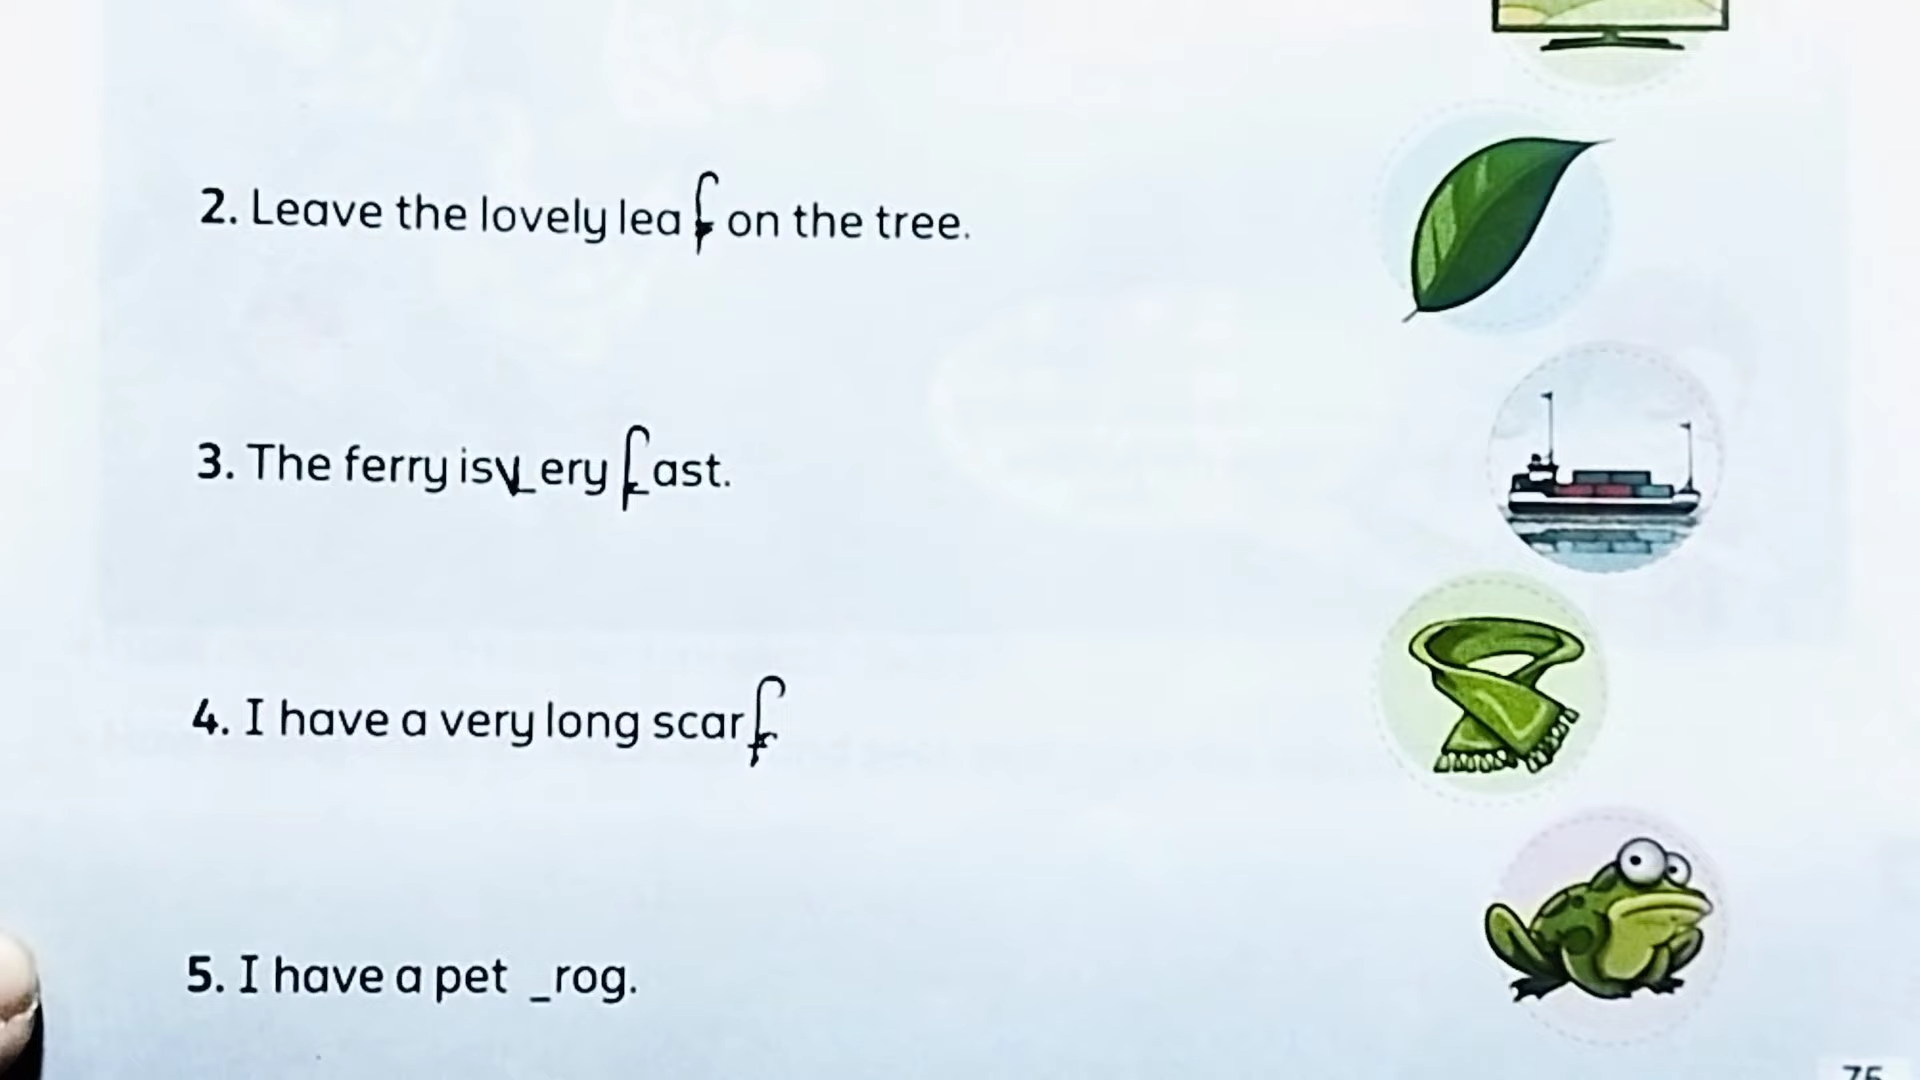 2. Leave the lovely leaf on the tree.
3. The ferry is very fast.
4. I have a very long scarf
5. I have a pet _rog.